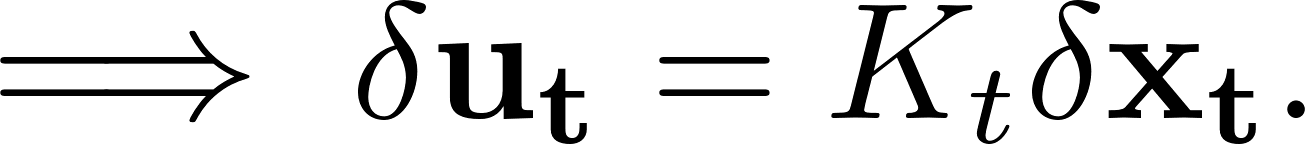 ⟹ δ𝐮_𝐭 = K_t δ𝐱_𝐭.